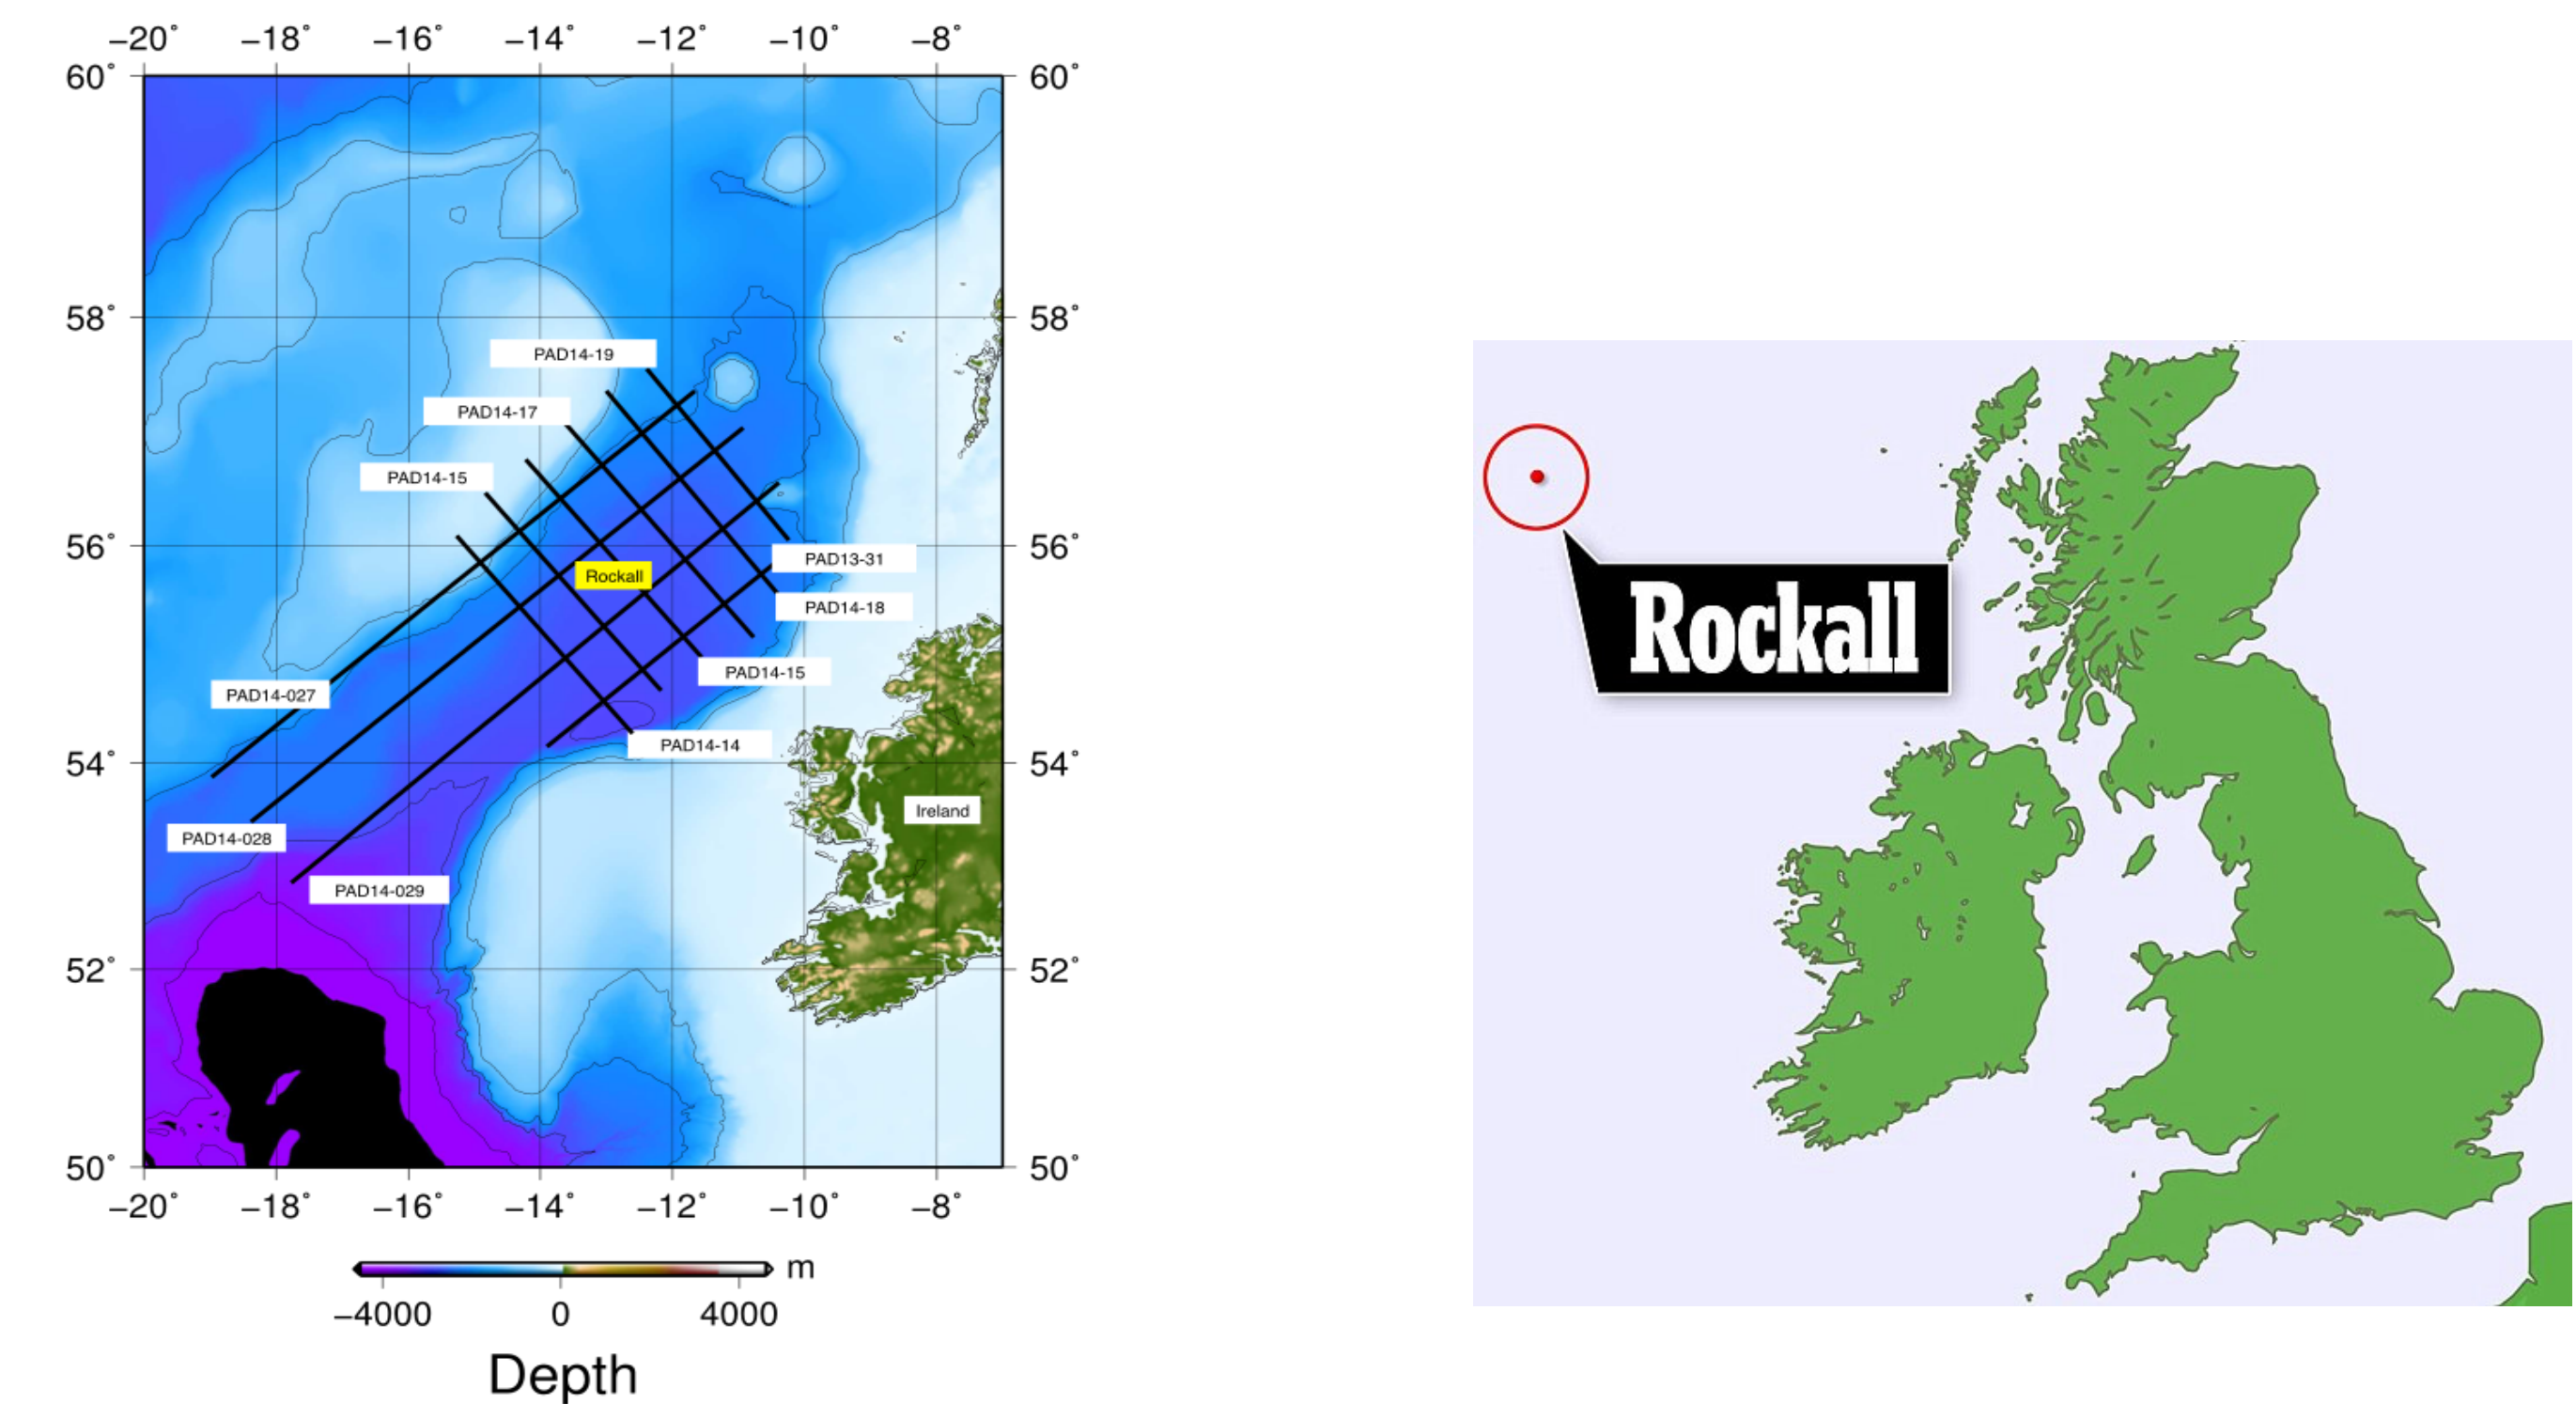 −20° −18° −16° −14° −12° −10° −8°
60° 60°
58° 58°
PAD14-19
PAD14-17
PAD14-15
56° 56°
PAD13-31
Rockall
PAD14-18
PAD14-15
PAD14-027
PAD14-14
54° 54°
Ireland
PAD14-028
PAD14-029
52° 52°
50° 50°
−20° −18° −16° −14° −12° −10° −8°
m
−4000 0 4000
Depth
Rockall